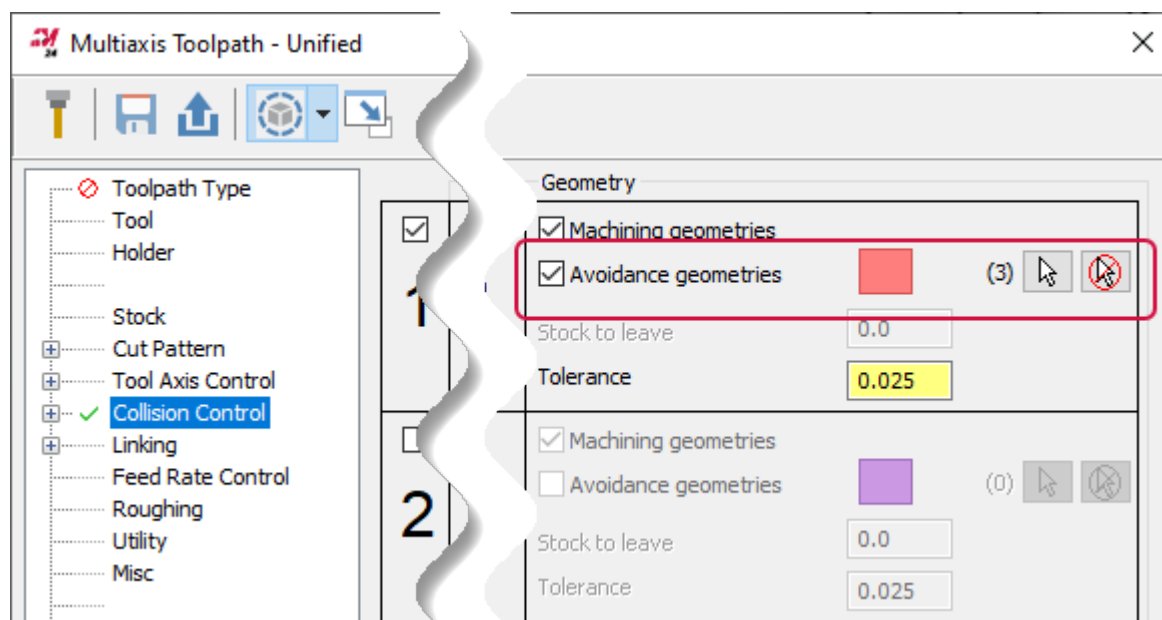 24 Multiaxis Toolpath - Unified
Toolpath Type
Tool
Holder
Stock
Cut Pattern
Tool Axis Control
Collision Control
Linking
Feed Rate Control
Roughing
Utility
Misc
Geometry
1
Machining geometries
Avoidance geometries (3)
Stock to leave 0.0
Tolerance 0.025
2
Machining geometries
Avoidance geometries (0)
Stock to leave 0.0
Tolerance 0.025